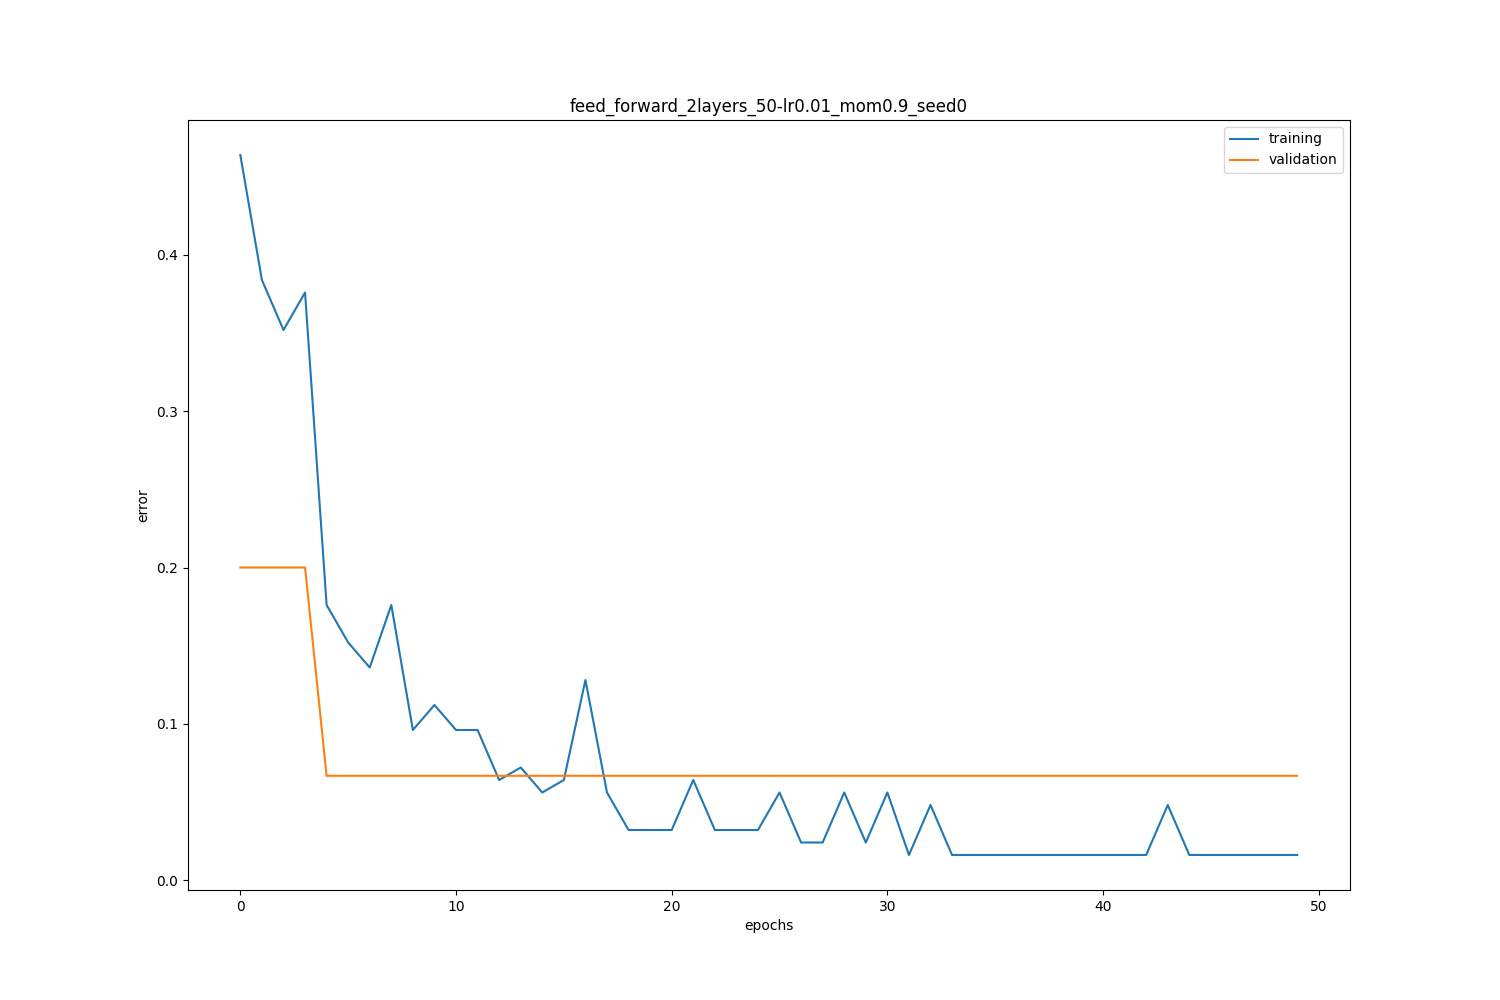 feed_forward_2layers_50-lr0.01_mom0.9_seed0
training
validation
error
0.4
0.3
0.2
0.1
0.0
0 10 20 30 40 50
epochs